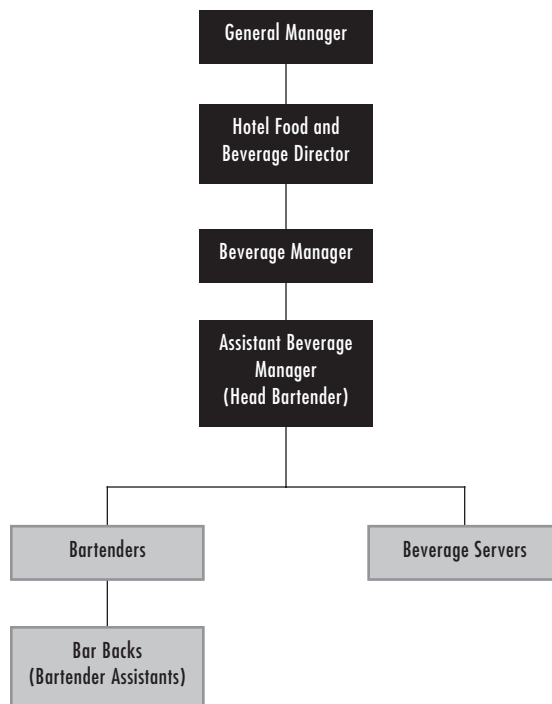 General Manager
Hotel Food and
Beverage Director
Beverage Manager
Assistant Beverage
Manager
(Head Bartender)
Bartenders
Beverage Servers
Bar Backs
(Bartender Assistants)